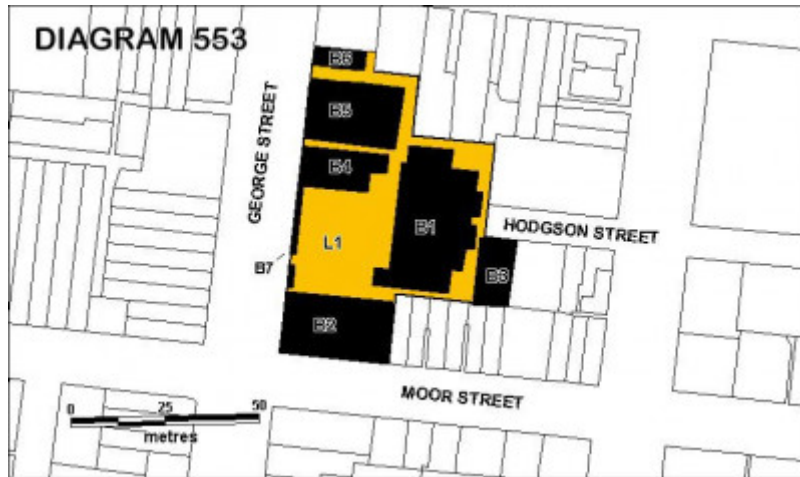 DIAGRAM 553
B6
B5
GEORGE STREET
B4
HODGSON STREET
B1
L1
B7
B3
B2
MOOR STREET
0 25 50
metres